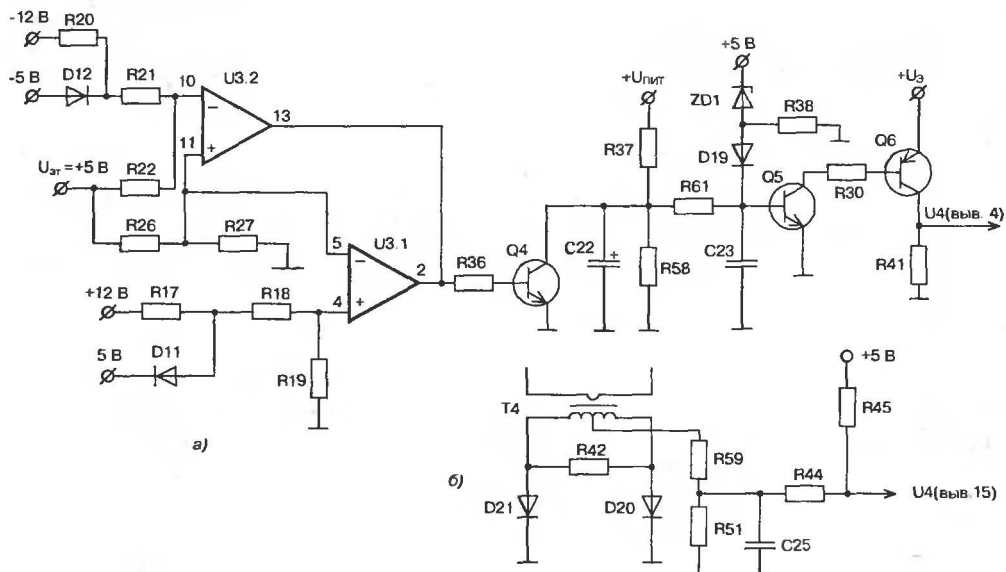 -12 В
R20
-5 В
D12
R21
10
U3.2
13
11
Uэт=+5 В
R22
R26
R27
5
U3.1
2
4
+12 В
R17
R18
5 В
D11
R19
а)
R36
Q4
+Uпит
R37
C22
+
R58
R61
+5 В
ZD1
R38
D19
C23
Q5
R30
+Uэ
Q6
U4(выв. 4)
R41
T4
R42
б)
D21
D20
R59
R51
C25
R44
+5 В
R45
U4(выв. 15)